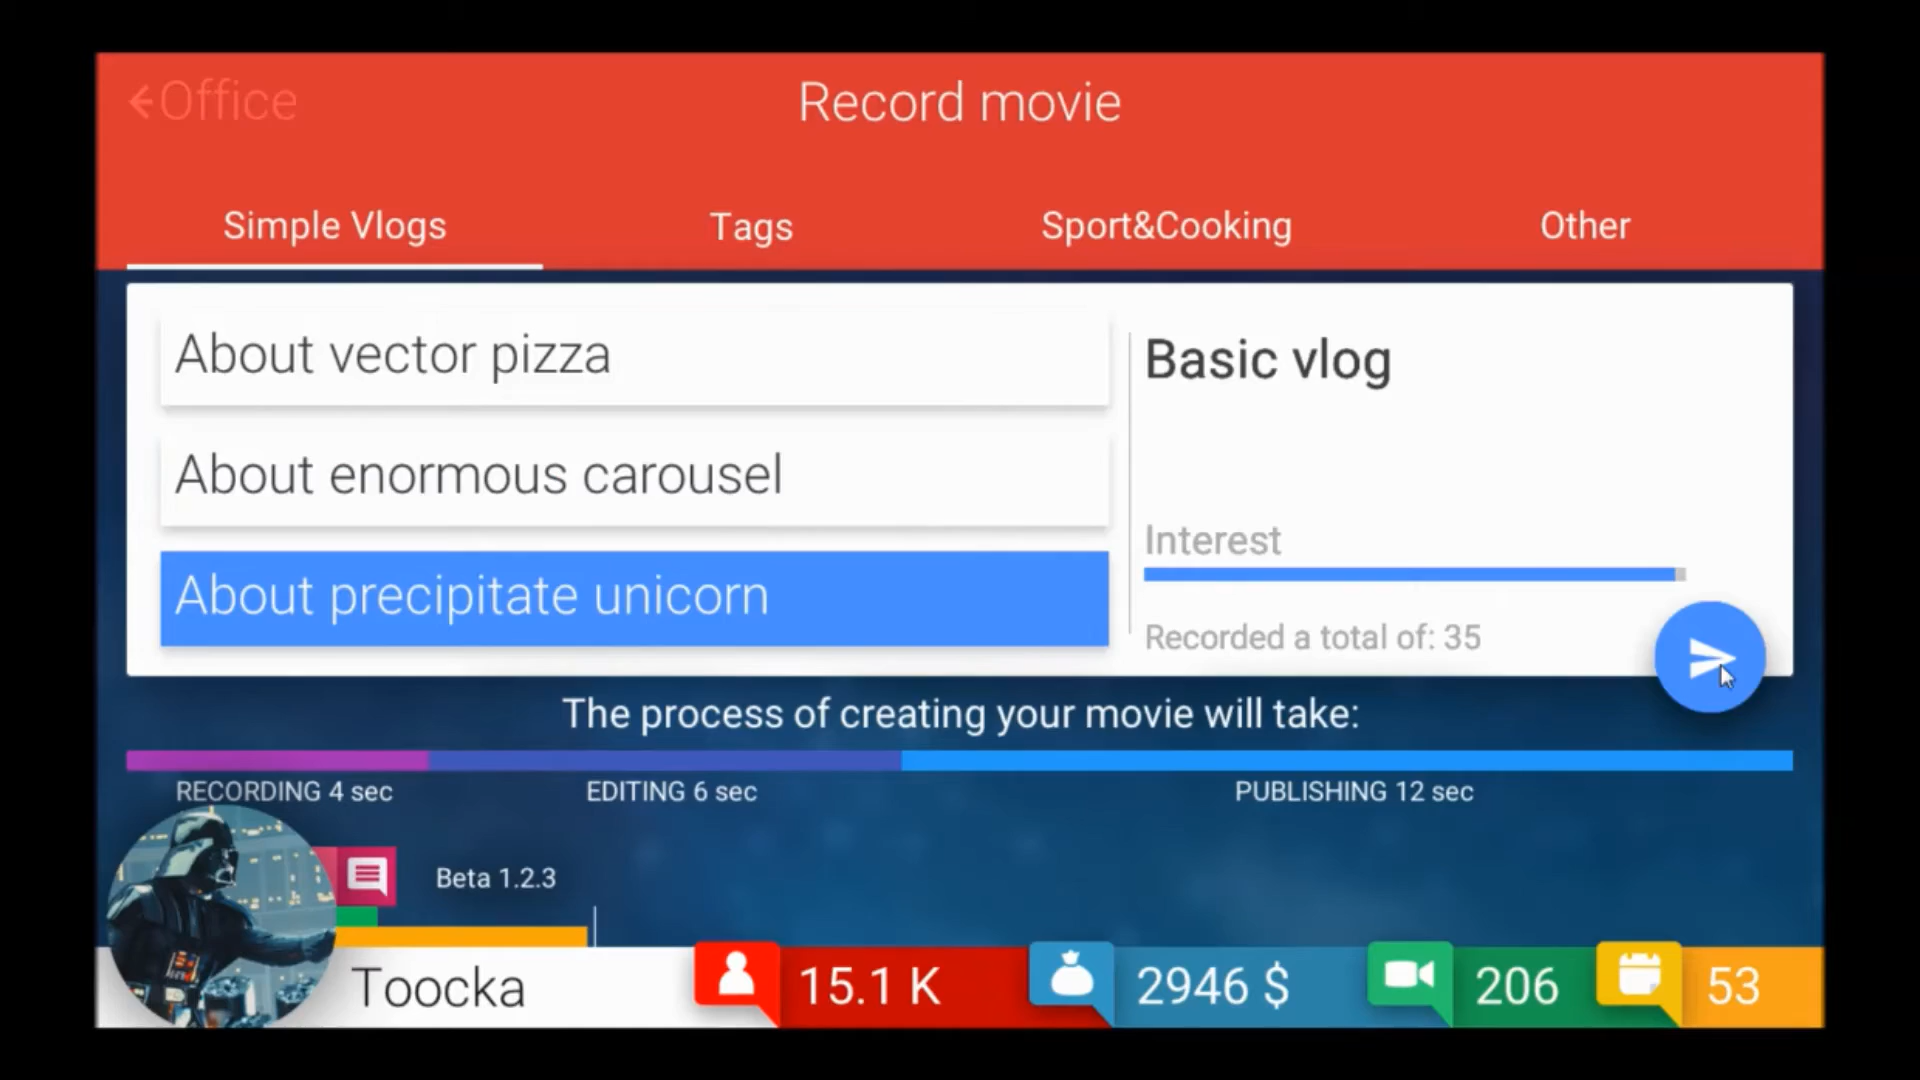 Office
Record movie
Simple Vlogs
Tags
Sport&Cooking
Other
About vector pizza
About enormous carousel
About precipitate unicorn
Basic vlog
Interest
Recorded a total of: 35
The process of creating your movie will take:
RECORDING 4 sec
EDITING 6 sec
PUBLISHING 12 sec
Beta 1.2.3
Toocka
15.1 K
2946 $
206
53